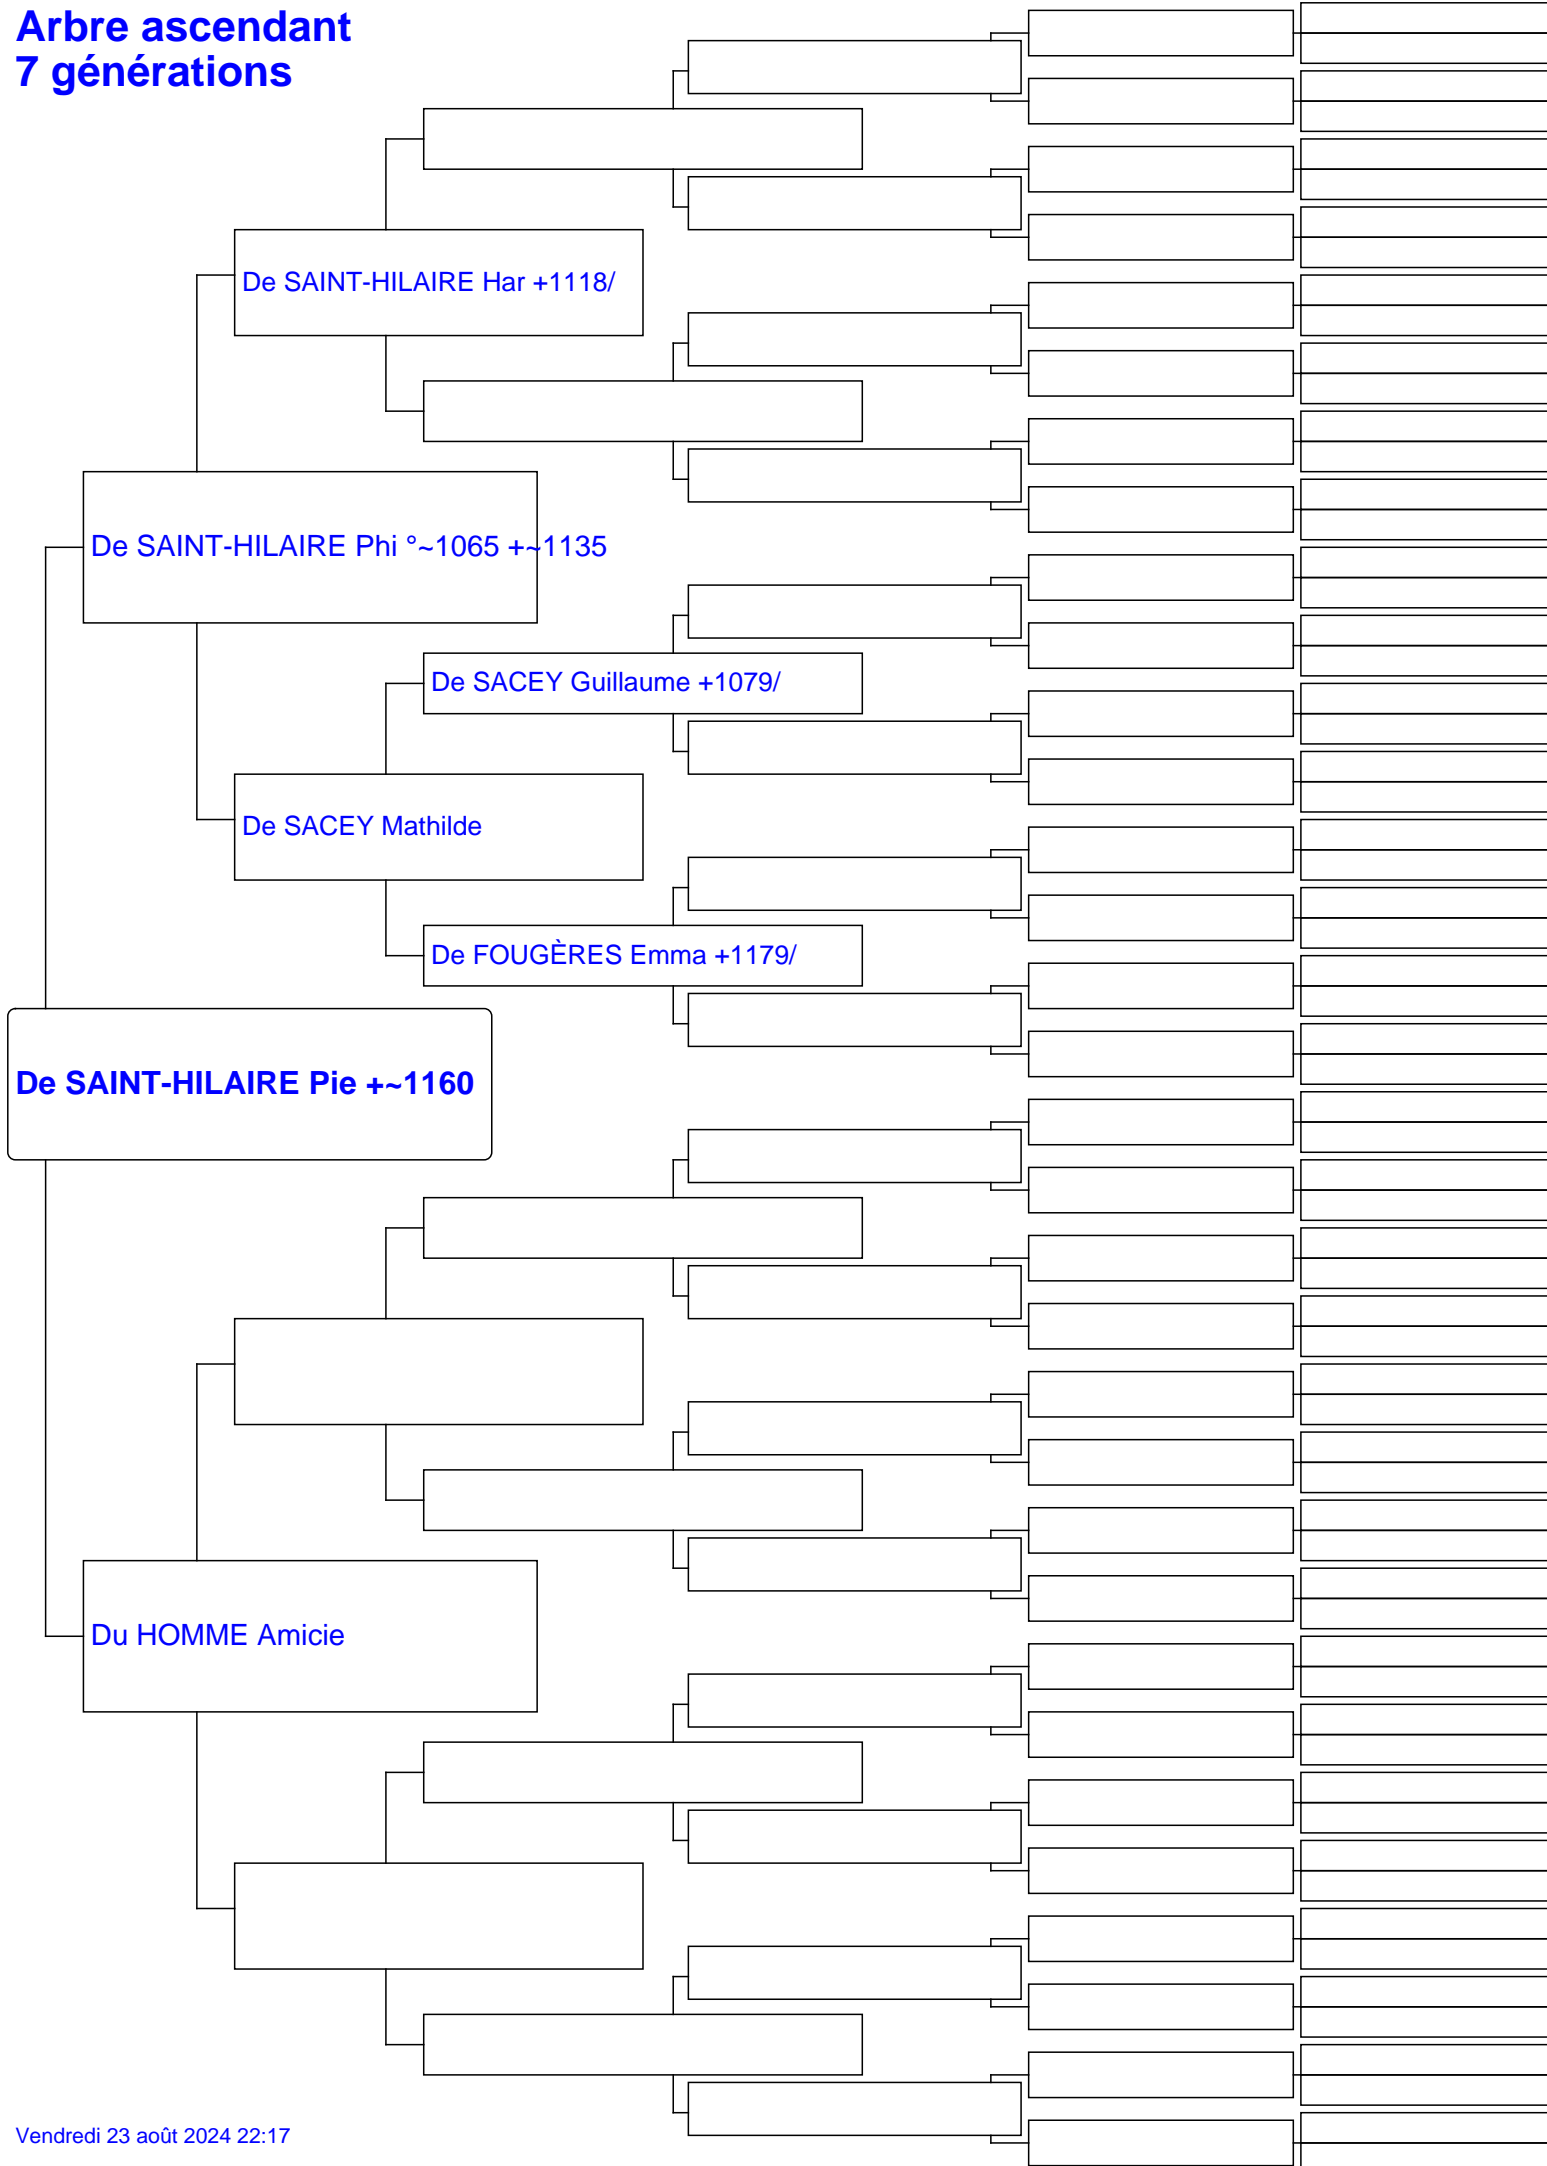 Arbre ascendant
7 générations
De SAINT-HILAIRE Har +1118/
De SAINT-HILAIRE Phi °~1065 +~1135
De SACEY Guillaume +1079/
De SACEY Mathilde
De FOUGÈRES Emma +1179/
De SAINT-HILAIRE Pie +~1160
Du HOMME Amicie
Vendredi 23 août 2024 22:17